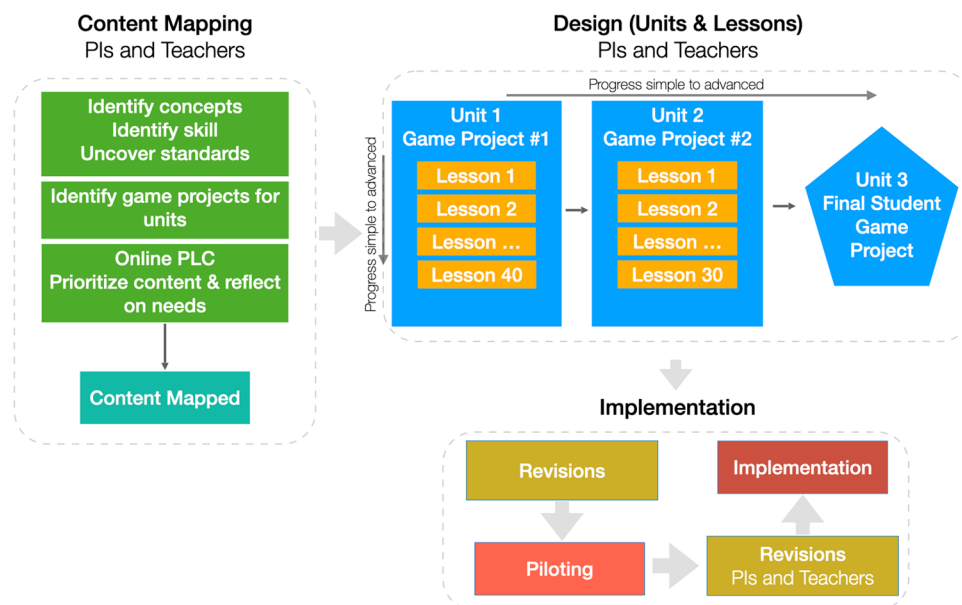 Content Mapping
PIs and Teachers
Identify concepts
Identify skill
Uncover standards
Identify game projects for
units
Online PLC
Prioritize content & reflect
on needs
Content Mapped
Design (Units & Lessons)
PIs and Teachers
Progress simple to advanced
Progress simple to advanced
Unit 1
Game Project #1
Lesson 1
Lesson 2
Lesson ...
Lesson 40
Unit 2
Game Project #2
Lesson 1
Lesson 2
Lesson ...
Lesson 30
Unit 3
Final Student
Game
Project
Implementation
Revisions
Piloting
Revisions
PIs and Teachers
Implementation